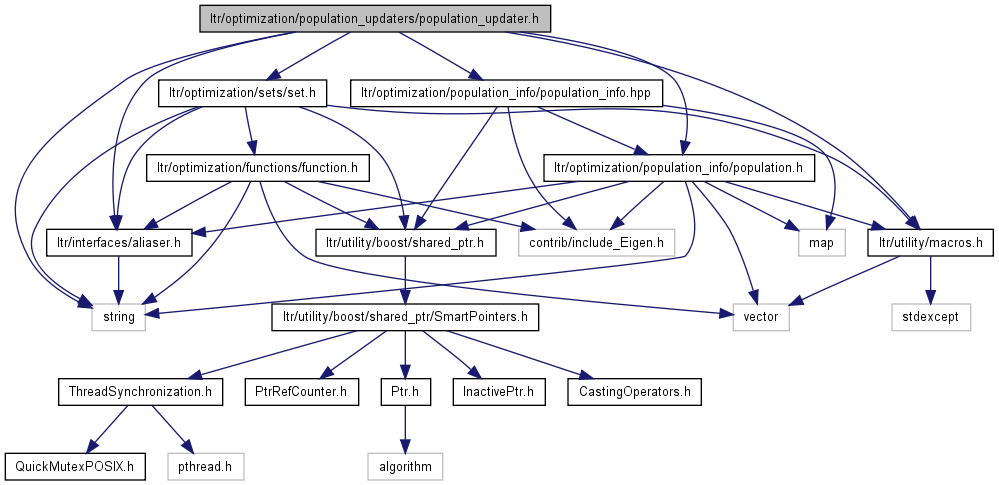 ltr/optimization/population_updaters/population_updater.h
ltr/optimization/sets/set.h
ltr/optimization/population_info/population_info.hpp
ltr/optimization/functions/function.h
ltr/optimization/population_info/population.h
ltr/interfaces/aliaser.h
ltr/utility/boost/shared_ptr.h
contrib/include_Eigen.h
map
ltr/utility/macros.h
string
ltr/utility/boost/shared_ptr/SmartPointers.h
vector
stdexcept
ThreadSynchronization.h
PtrRefCounter.h
Ptr.h
InactivePtr.h
CastingOperators.h
QuickMutexPOSIX.h
pthread.h
algorithm